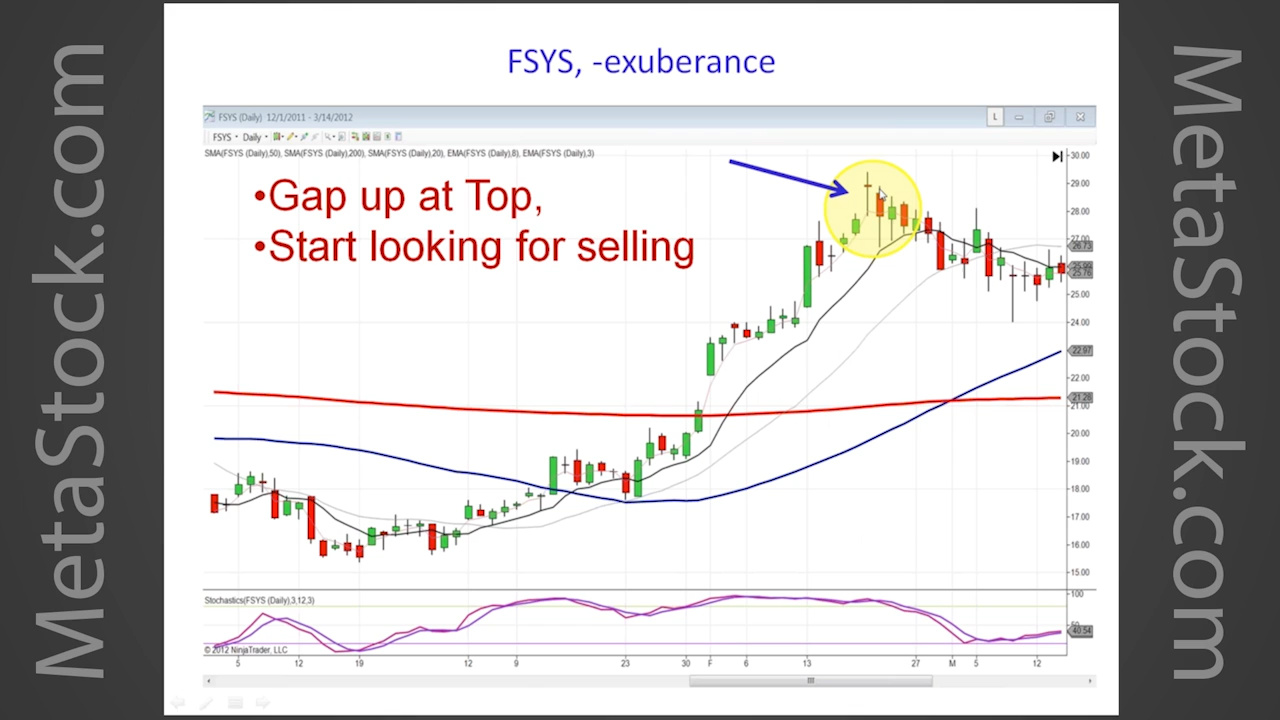 MetaStock.com
FSYS, -exuberance
FSYS (Daily) 12/1/2011 - 3/14/2012
L
FSYS Daily
SMA(FSYS (Daily),50), SMA(FSYS (Daily),200), SMA(FSYS (Daily),20), EMA(FSYS (Daily),8), EMA(FSYS (Daily),3)
•Gap up at Top,
•Start looking for selling
30.00
29.00
28.00
27.00
26.73
25.76
25.00
24.00
22.97
22.00
21.28
21.00
20.00
19.00
18.00
17.00
16.00
15.00
Stochastics(FSYS (Daily),3,12,3)
100
40.54
© 2012 NinjaTrader, LLC
5 12 19 12 9 23 30 F 6 13 27 M 5 12
MetaStock.com